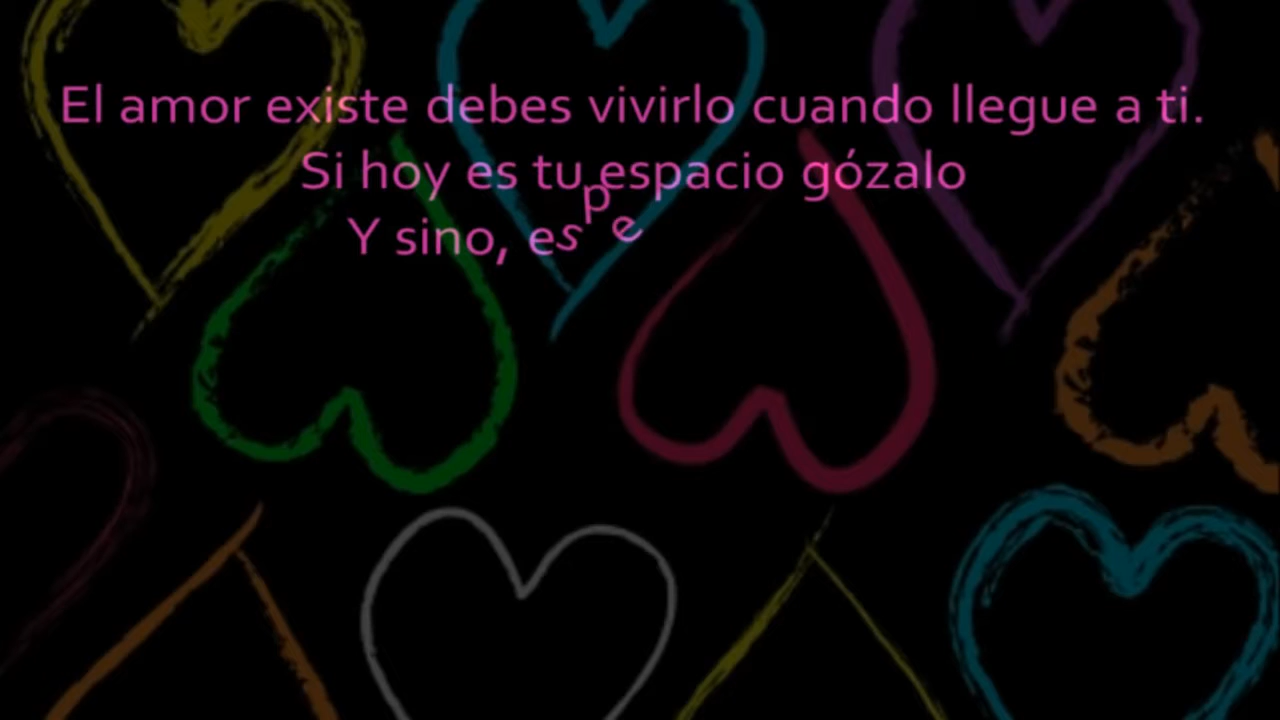 El amor existe debes vivirlo cuando llegue a ti.
Si hoy es tu espacio gózalo
Y sino, espe